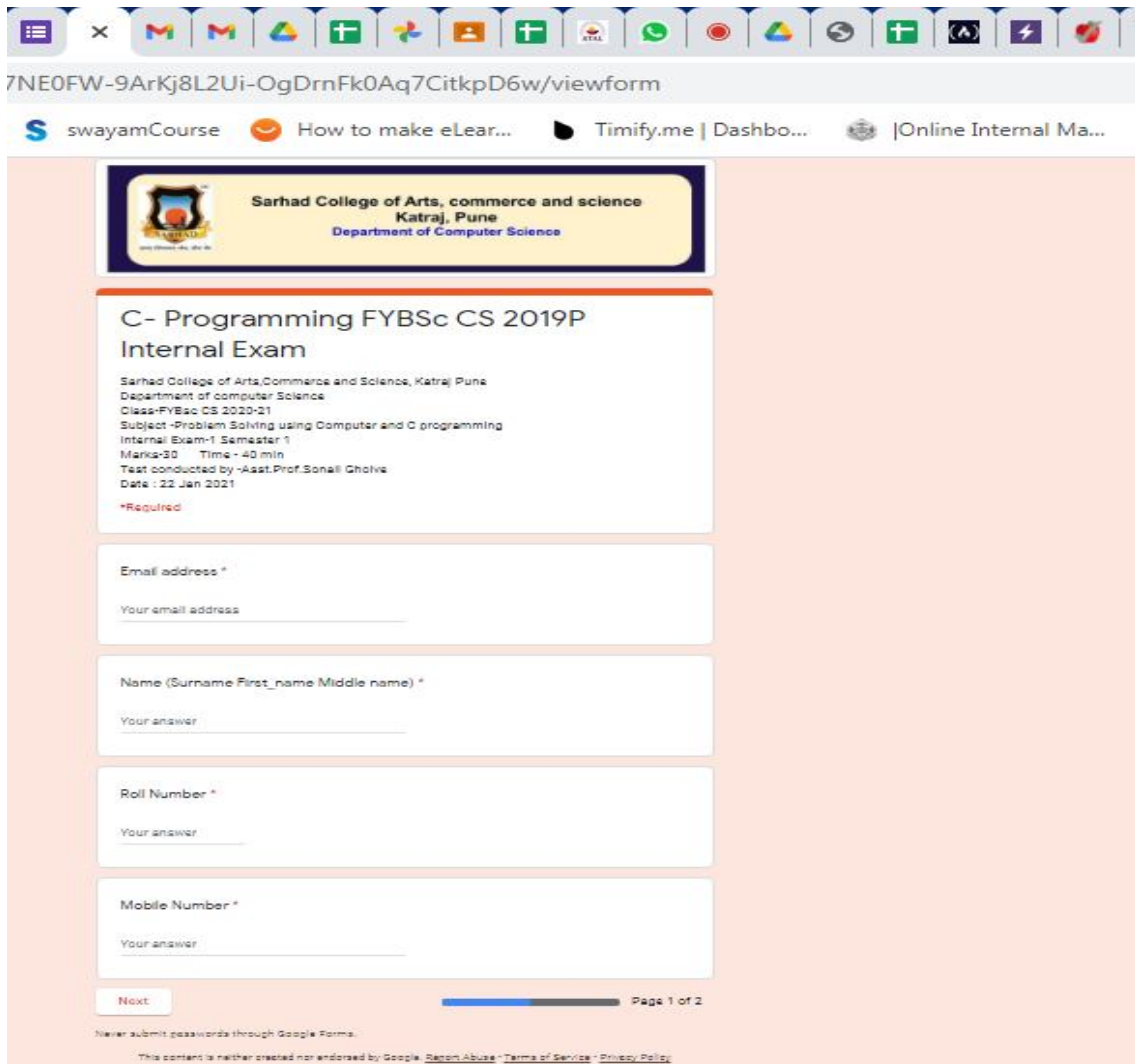 7NE0FW-9ArKj8L2Ui-OgDrnFk0Aq7CitkpD6w/viewform
swayamCourse How to make eLear... Timify.me | Dashbo... |Online Internal Ma...
Sarhad College of Arts, commerce and science
Katraj, Pune
Department of Computer Science
SARHAD
C- Programming FYBSc CS 2019P
Internal Exam
Sarhad College of Arts,Commerce and Science, Katraj Pune
Department of computer Science
Class-FYBsc CS 2020-21
Subject -Problem Solving using Computer and C programming
Internal Exam-1 Semester 1
Marks-30 Time - 40 min
Test conducted by -Asst.Prof.Sonali Gholve
Date : 22 Jan 2021
*Required
Email address *
Your email address
Name (Surname First_name Middle name) *
Your answer
Roll Number *
Your answer
Mobile Number *
Your answer
Next Page 1 of 2
Never submit passwords through Google Forms.
This content is neither created nor endorsed by Google. Report Abuse - Terms of Service - Privacy Policy